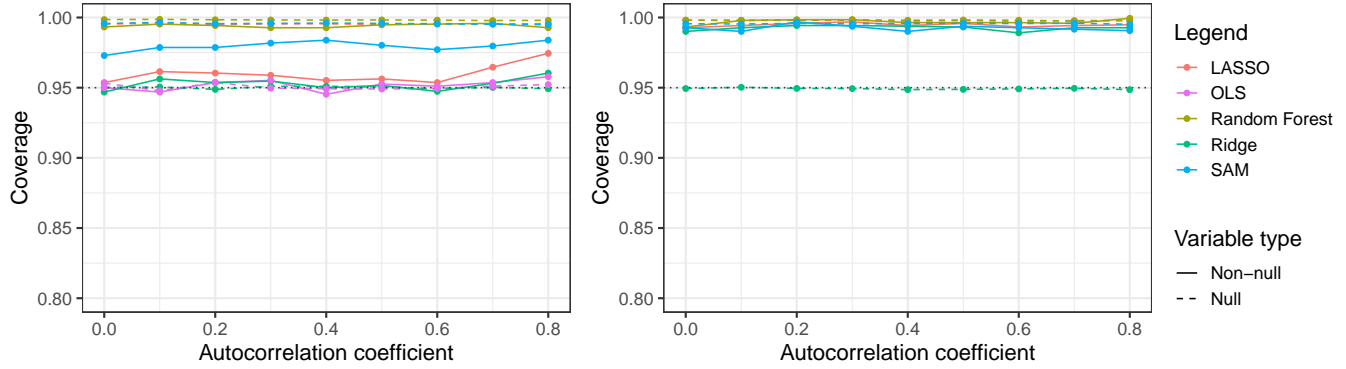 1.00
0.95
0.90
0.85
0.80
Coverage
0.0
0.2
0.4
0.6
0.8
Autocorrelation coefficient
1.00
0.95
0.90
0.85
0.80
Coverage
0.0
0.2
0.4
0.6
0.8
Autocorrelation coefficient
Legend
LASSO
OLS
Random Forest
Ridge
SAM
Variable type
Non−null
Null